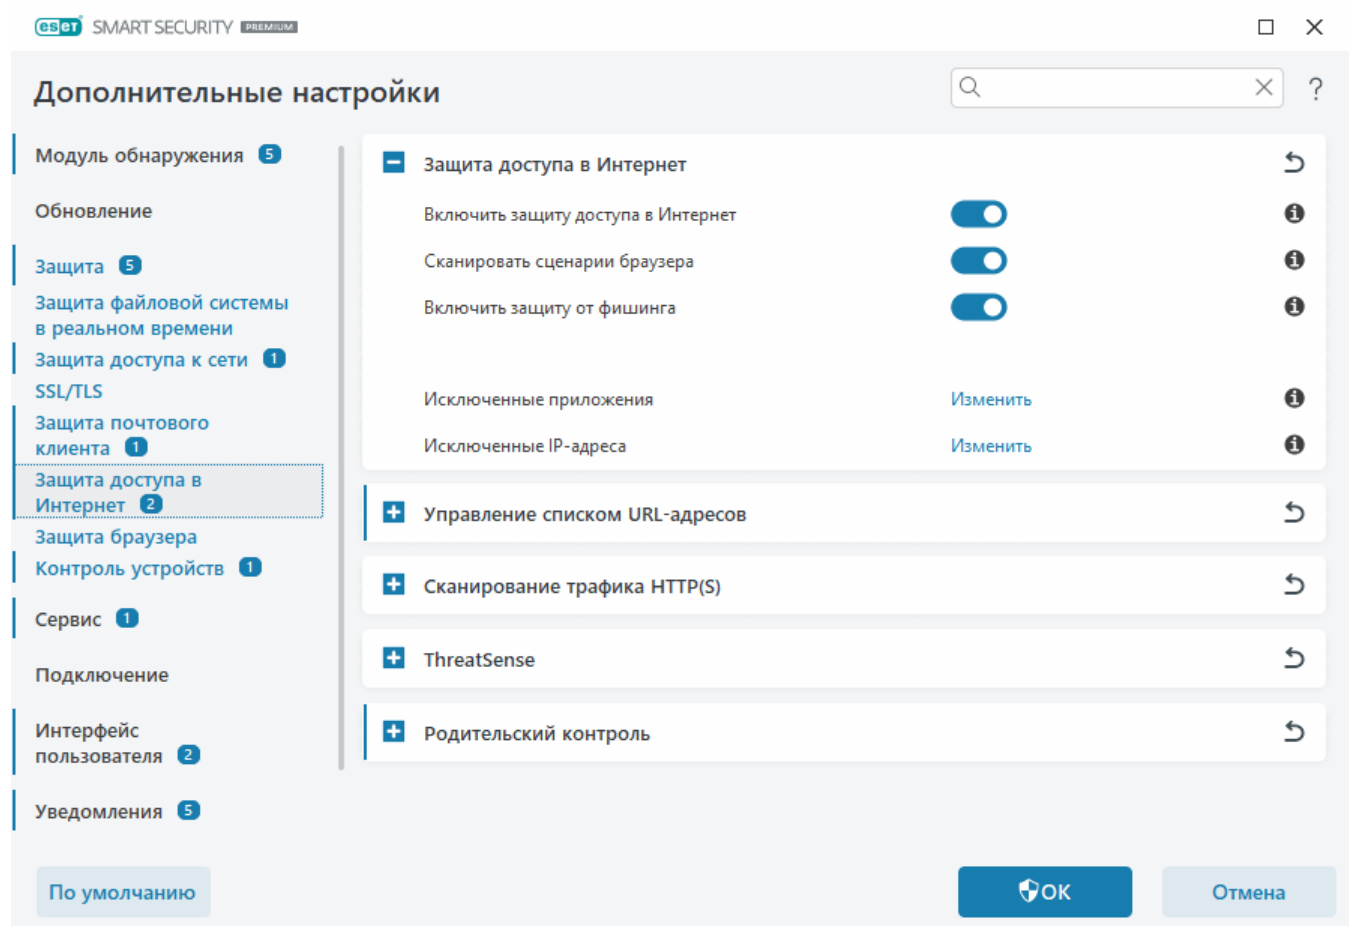 eset SMART SECURITY PREMIUM
Дополнительные настройки
?
Модуль обнаружения 5
Обновление
Защита 5
Защита файловой системы
в реальном времени
Защита доступа к сети 1
SSL/TLS
Защита почтового
клиента 1
Защита доступа в
Интернет 2
Защита браузера
Контроль устройств 1
Сервис 1
Подключение
Интерфейс
пользователя 2
Уведомления 5
Защита доступа в Интернет
Включить защиту доступа в Интернет
Сканировать сценарии браузера
Включить защиту от фишинга
Исключенные приложения Изменить
Исключенные IP-адреса Изменить
Управление списком URL-адресов
Сканирование трафика HTTP(S)
ThreatSense
Родительский контроль
По умолчанию
ОК
Отмена